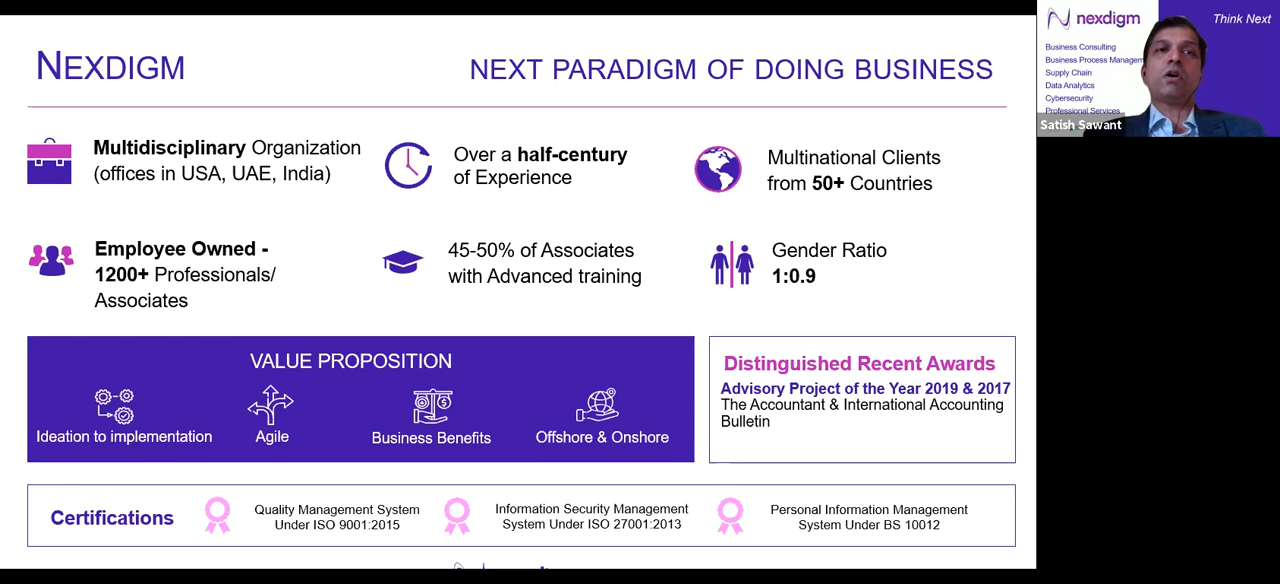 NEXDIGM
NEXT PARADIGM OF DOING BUSINESS
Multidisciplinary Organization
(offices in USA, UAE, India)
Over a half-century
of Experience
Multinational Clients
from 50+ Countries
Employee Owned -
1200+ Professionals/
Associates
45-50% of Associates
with Advanced training
Gender Ratio
1:0.9
VALUE PROPOSITION
Ideation to implementation
Agile
Business Benefits
Offshore & Onshore
Distinguished Recent Awards
Advisory Project of the Year 2019 & 2017
The Accountant & International Accounting
Bulletin
Certifications
Quality Management System
Under ISO 9001:2015
Information Security Management
System Under ISO 27001:2013
Personal Information Management
System Under BS 10012
nexdigm
Think Next
Business Consulting
Business Process Managem
Supply Chain
Data Analytics
Cybersecurity
Professional Services
Satish Sawant